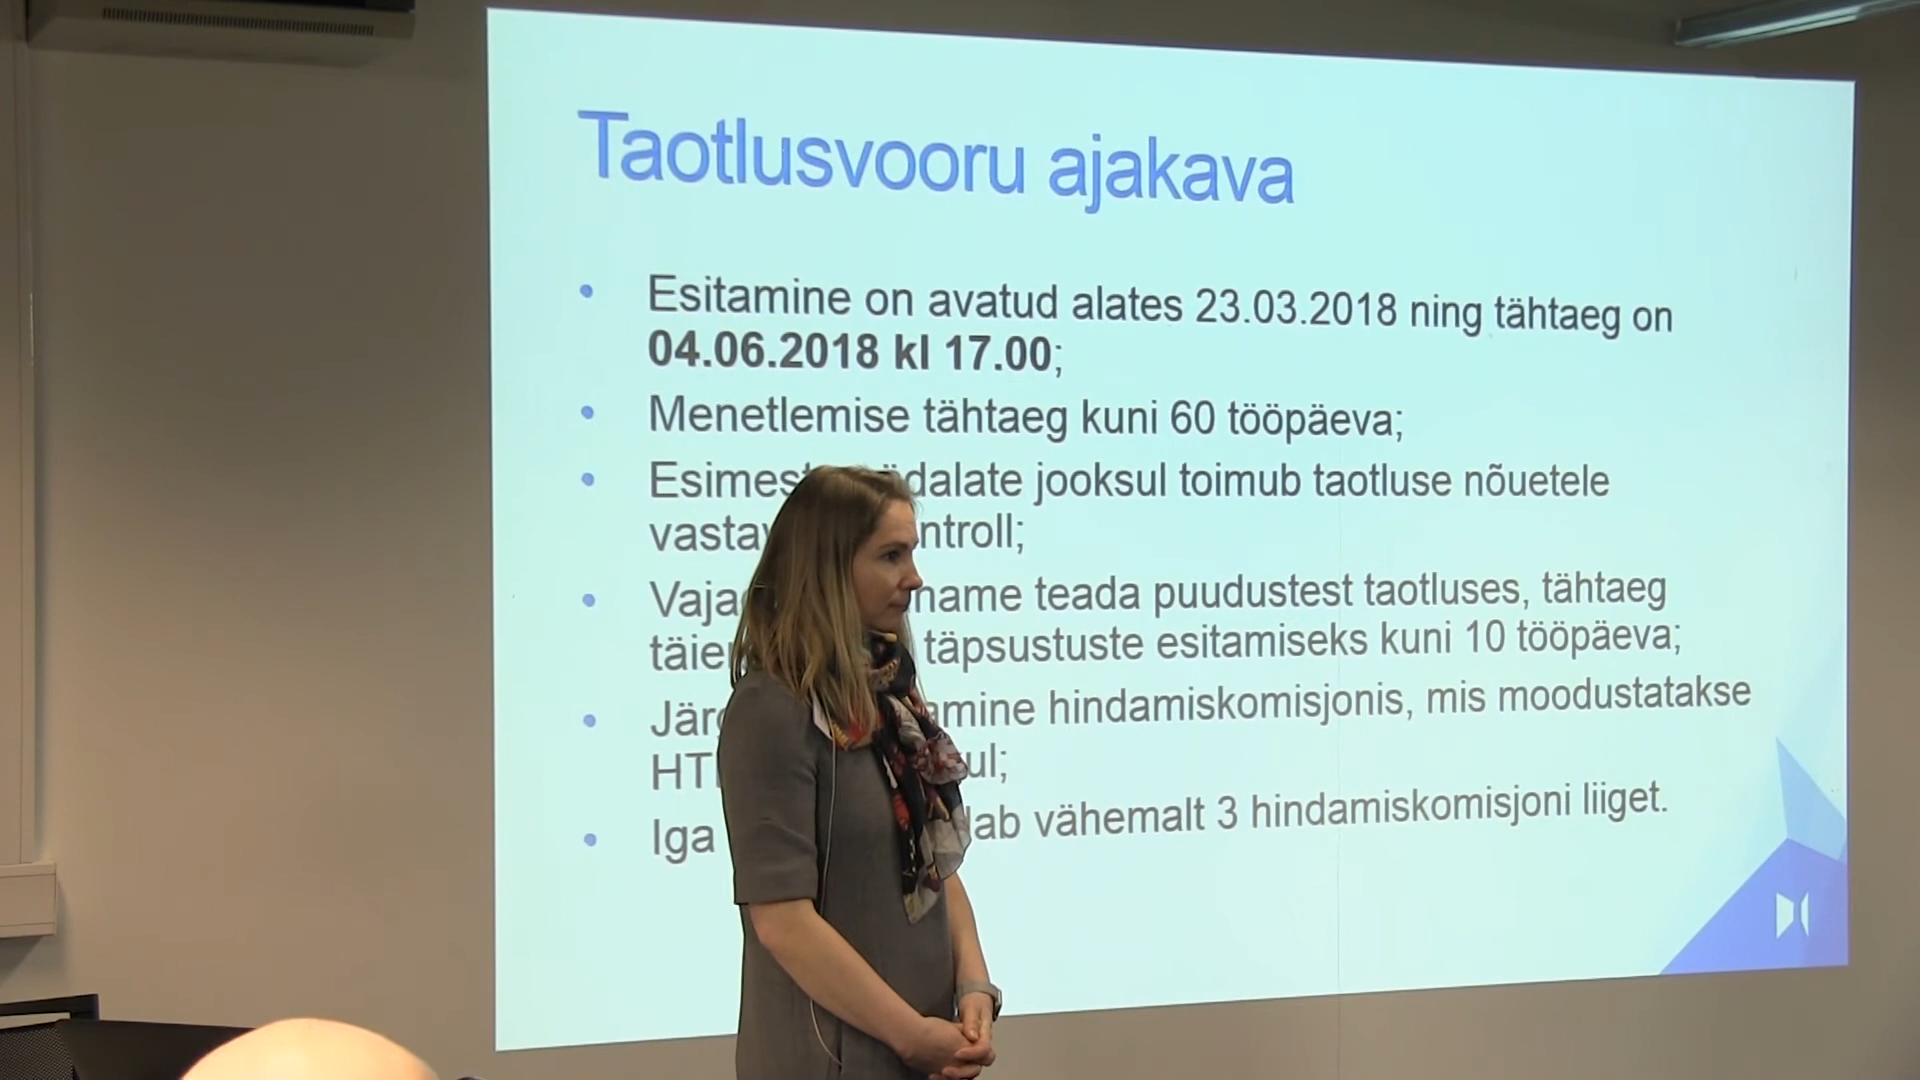 Taotlusvooru ajakava
• Esitamine on avatud alates 23.03.2018 ning tähtaeg on
04.06.2018 kl 17.00;
• Menetlemise tähtaeg kuni 60 tööpäeva;
• jooksul toimub taotluse nõuetele
• teada puudustest taotluses, tähtaeg
täpsustuste esitamiseks kuni 10 tööpäeva;
• hindamiskomisjonis, mis moodustatakse
• Iga vähemalt 3 hindamiskomisjoni liiget.